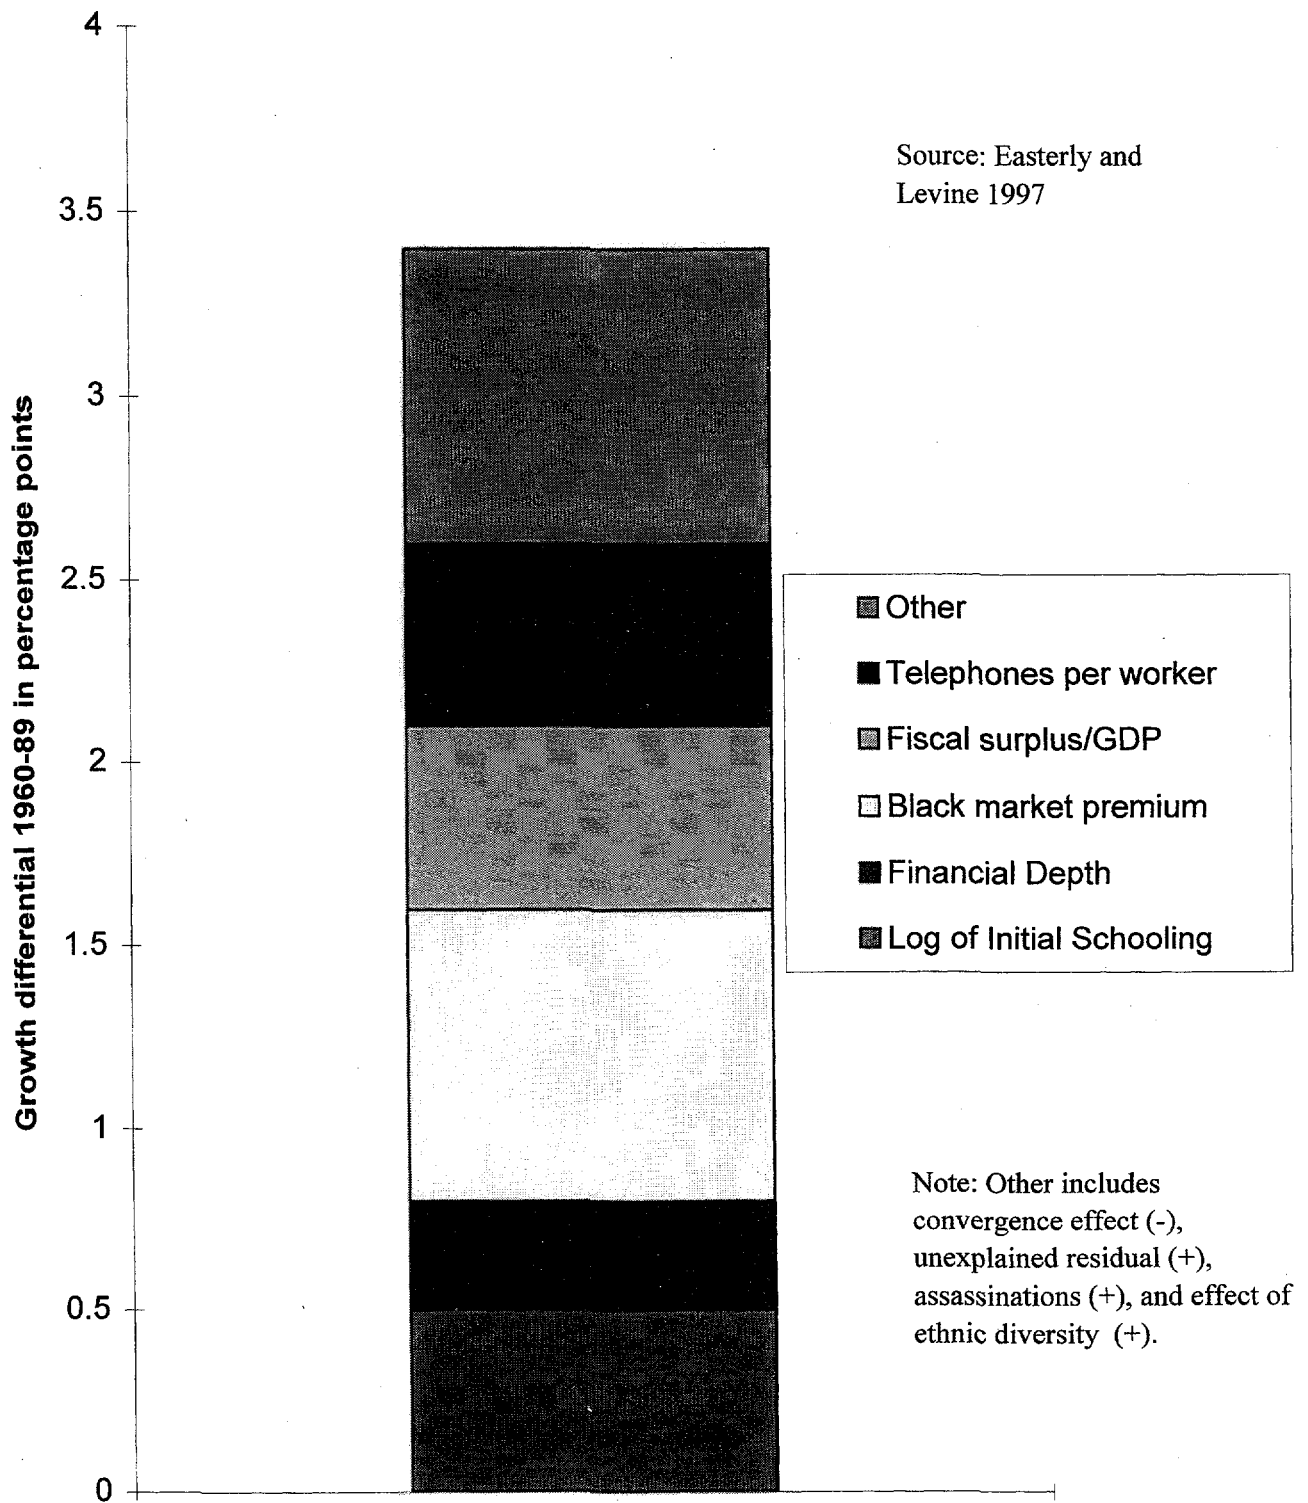 4
Source: Easterly and
Levine 1997
3.5
3
2.5
2
1.5
1
0.5
0
Growth differential 1960-89 in percentage points
Other
Telephones per worker
Fiscal surplus/GDP
Black market premium
Financial Depth
Log of Initial Schooling
Note: Other includes
convergence effect (-),
unexplained residual (+),
assassinations (+), and effect of
ethnic diversity (+).